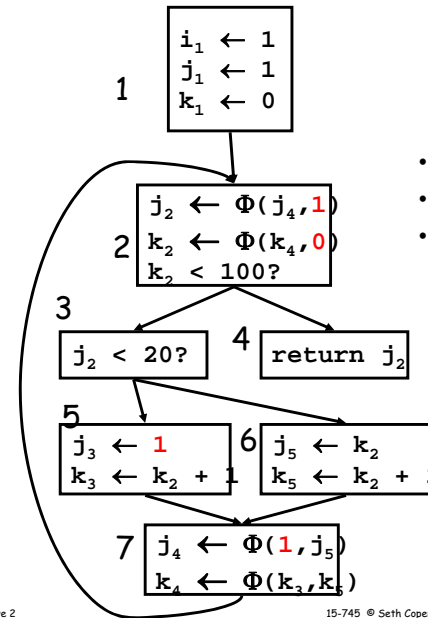 1
i₁ ← 1
j₁ ← 1
k₁ ← 0
2
j₂ ← Φ(j₄,1)
k₂ ← Φ(k₄,0)
k₂ < 100?
3
j₂ < 20?
4
return j₂
5
j₃ ← 1
k₃ ← k₂ + 1
6
j₅ ← k₂
k₅ ← k₂ +
7
j₄ ← Φ(1,j₅)
k₄ ← Φ(k₃,k₅)
e 2
15-745 © Seth Cope